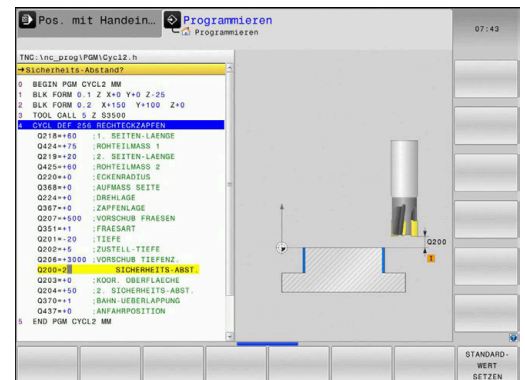 Pos. mit Handein...
Programmieren
Programmieren
07:43
TNC:\nc_prog\PGM\Cycl2.h
→Sicherheits-Abstand?
0 BEGIN PGM CYCL2 MM
1 BLK FORM 0.1 Z X+0 Y+0 Z-25
2 BLK FORM 0.2 X+150 Y+100 Z+0
3 TOOL CALL 5 Z S3500
4 CYCL DEF 256 RECHTECKZAPFEN
Q218=+60 ;1. SEITEN-LAENGE
Q424=+75 ;ROHTEILMASS 1
Q219=+20 ;2. SEITEN-LAENGE
Q425=+60 ;ROHTEILMASS 2
Q220=+0 ;ECKENRADIUS
Q368=+0 ;AUFMASS SEITE
Q224=+0 ;DREHLAGE
Q367=+0 ;ZAPFENLAGE
Q207=+500 ;VORSCHUB FRAESEN
Q351=+1 ;FRAESART
Q201=-20 ;TIEFE
Q202=+5 ;ZUSTELL-TIEFE
Q206=+3000 ;VORSCHUB TIEFENZ.
Q200=2 SICHERHEITS-ABST.
Q203=+0 ;KOOR. OBERFLAECHE
Q204=+50 ;2. SICHERHEITS-ABST.
Q370=+1 ;BAHN-UEBERLAPPUNG
Q437=+0 ;ANFAHRPOSITION
5 END PGM CYCL2 MM
Q200
I
STANDARD-
WERT
SETZEN